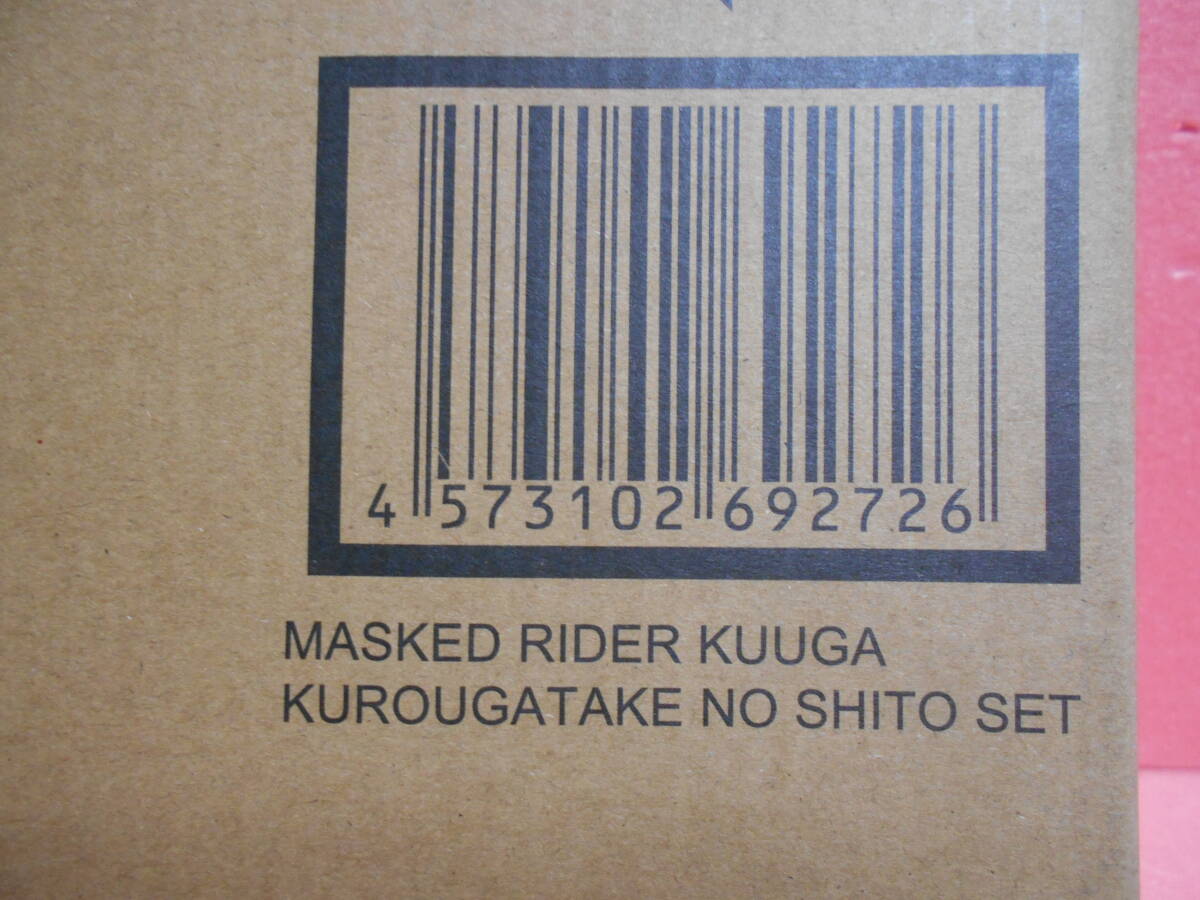 4 573102 692726
MASKED RIDER KUUGA
KUROUGATAKE NO SHITO SET